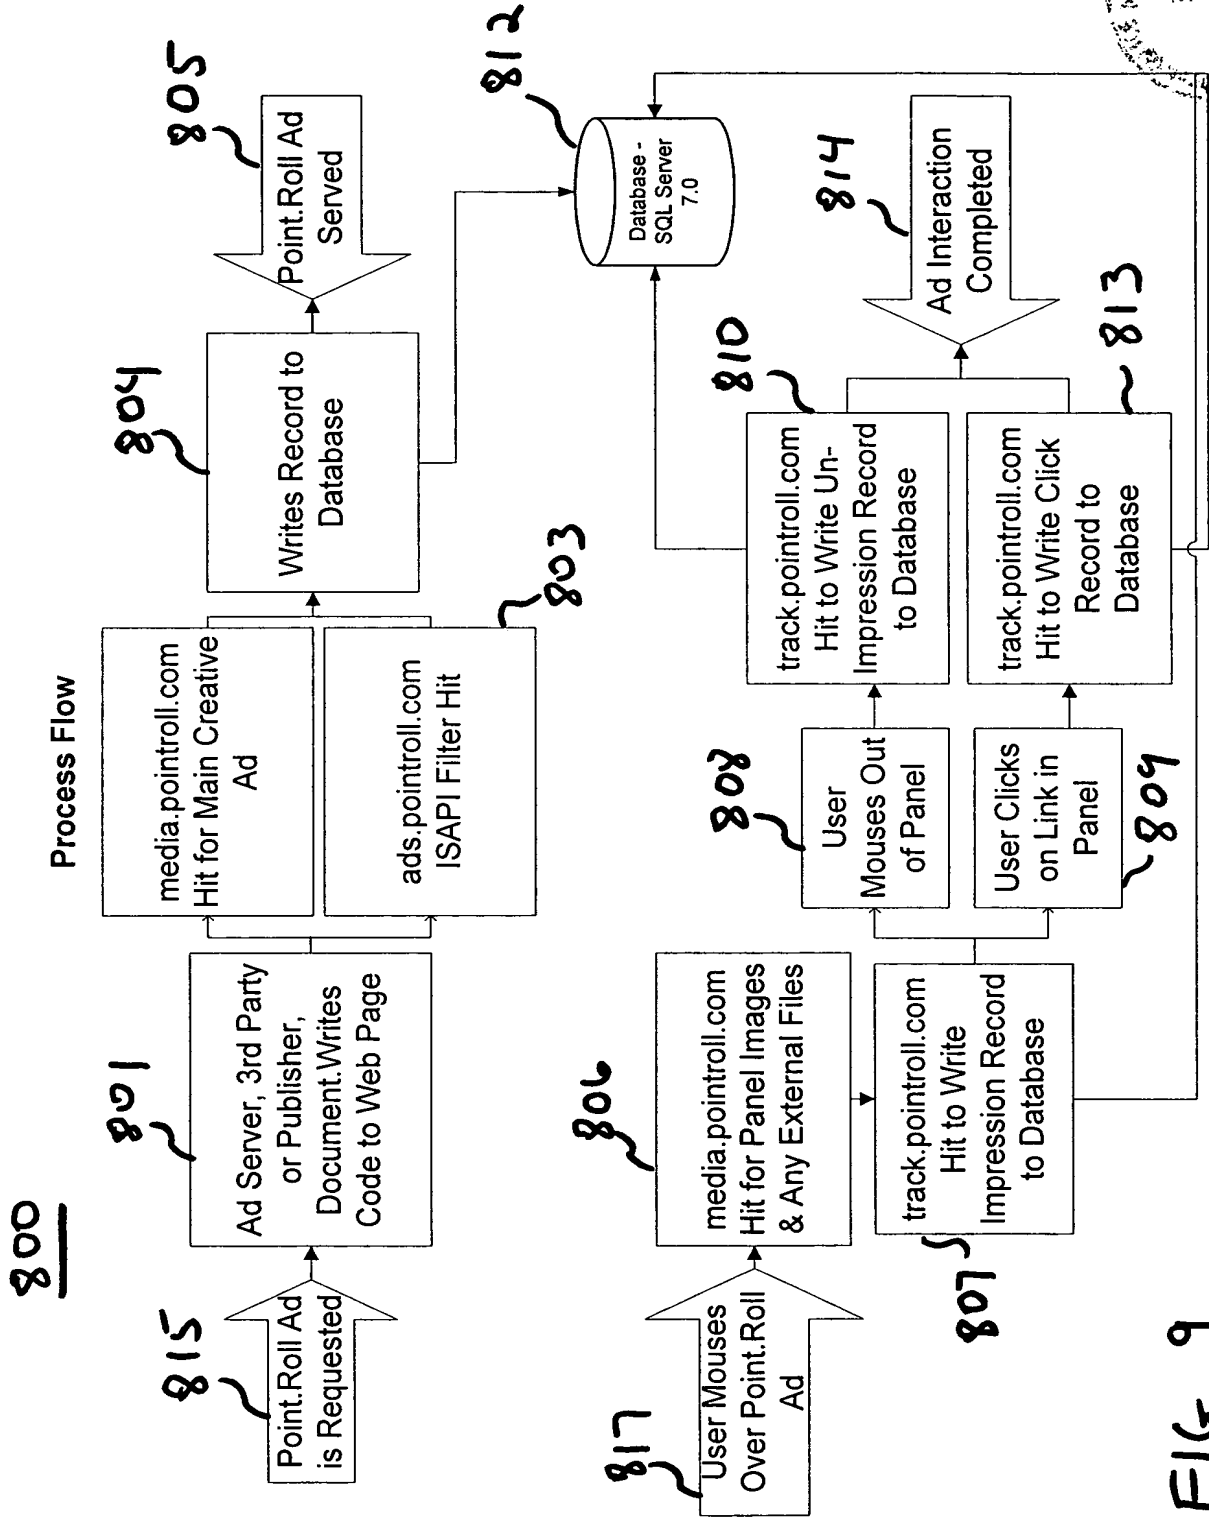 800
Process Flow
815
Point.Roll Ad
is Requested
801
Ad Server, 3rd Party
or Publisher,
Document.Writes
Code to Web Page
media.pointroll.com
Hit for Main Creative
Ad
ads.pointroll.com
ISAPI Filter Hit
803
804
Writes Record to
Database
805
Point.Roll Ad
Served
812
Database -
SQL Server
7.0
817
User Mouses
Over Point.Roll
Ad
806
media.pointroll.com
Hit for Panel Images
& Any External Files
807
track.pointroll.com
Hit to Write
Impression Record
to Database
808
User
Mouses Out
of Panel
User Clicks
on Link in
Panel
809
810
track.pointroll.com
Hit to Write Un-
Impression Record
to Database
track.pointroll.com
Hit to Write Click
Record to
Database
813
814
Ad Interaction
Completed
FIG 9